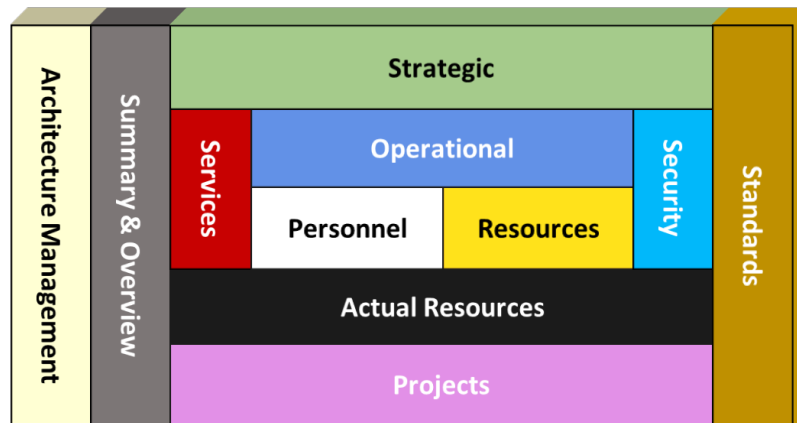 Architecture Management
Summary & Overview
Strategic
Services
Operational
Security
Standards
Personnel
Resources
Actual Resources
Projects